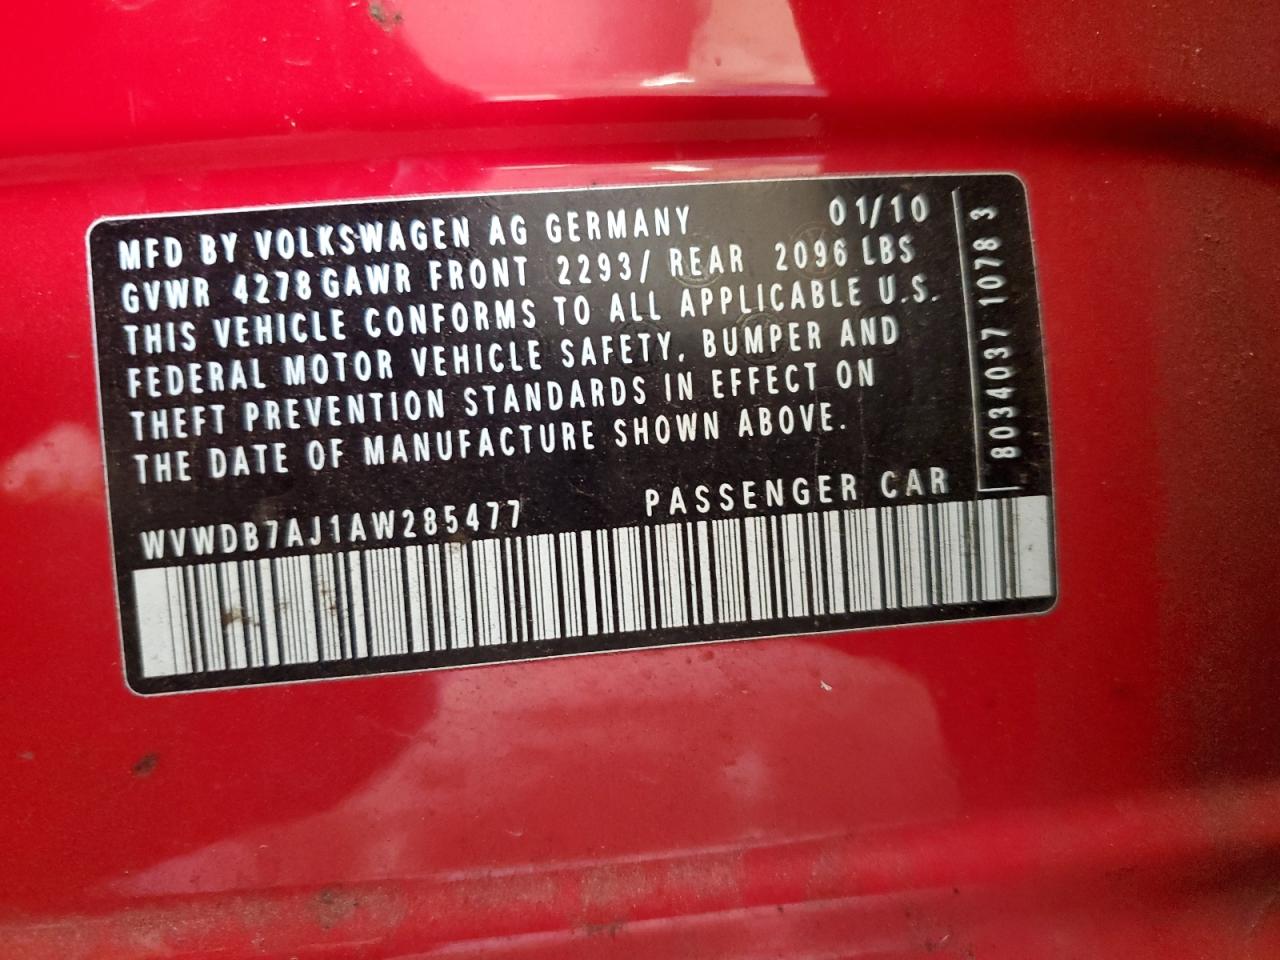 MFD BY VOLKSWAGEN AG GERMANY 01/10
GVWR 4278 GAWR FRONT 2293/ REAR 2096 LBS
THIS VEHICLE CONFORMS TO ALL APPLICABLE U.S.
FEDERAL MOTOR VEHICLE SAFETY, BUMPER AND
THEFT PREVENTION STANDARDS IN EFFECT ON
THE DATE OF MANUFACTURE SHOWN ABOVE.
WVWDB7AJ1AW285477 PASSENGER CAR
8034037 1078 3